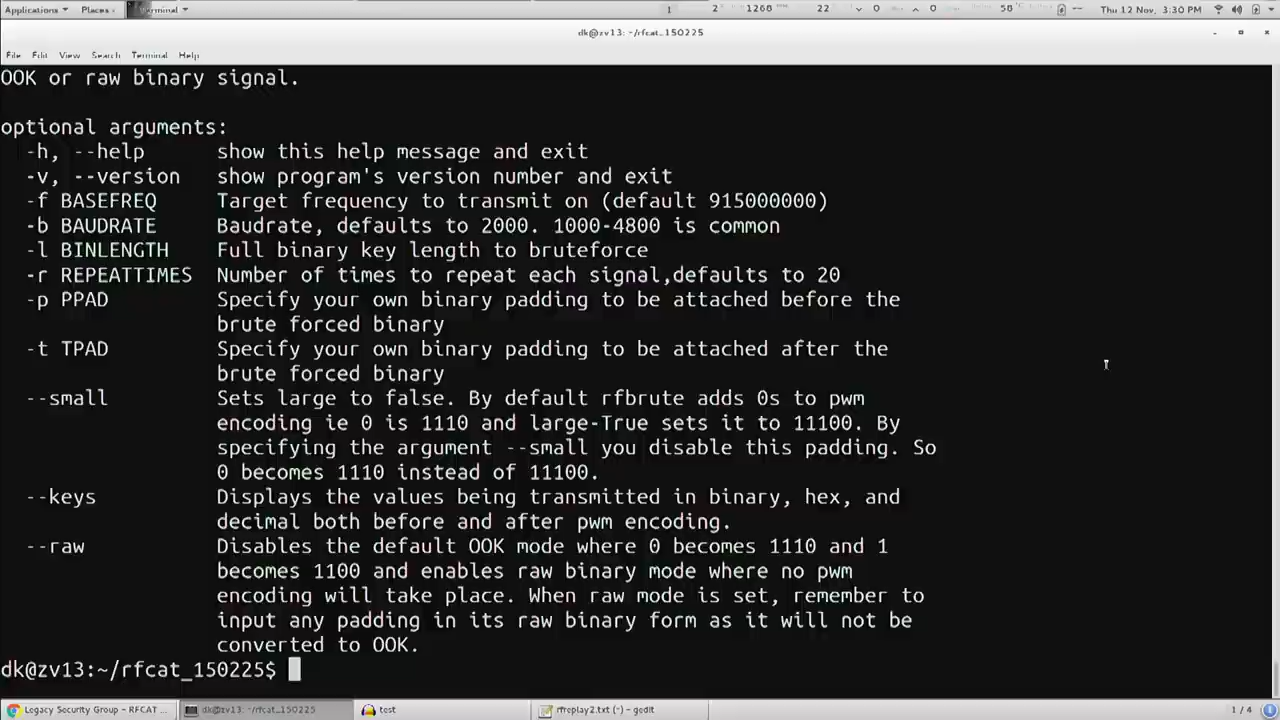 Applications Places Terminal 1 2 1268 22 0 0 58° Thu 12 Nov, 3:30 PM
dk@zv13: ~/rfcat_150225
File Edit View Search Terminal Help
OOK or raw binary signal.
optional arguments:
-h, --help show this help message and exit
-v, --version show program's version number and exit
-f BASEFREQ Target frequency to transmit on (default 915000000)
-b BAUDRATE Baudrate, defaults to 2000. 1000-4800 is common
-l BINLENGTH Full binary key length to bruteforce
-r REPEATTIMES Number of times to repeat each signal,defaults to 20
-p PPAD Specify your own binary padding to be attached before the
brute forced binary
-t TPAD Specify your own binary padding to be attached after the
brute forced binary
--small Sets large to false. By default rfbrute adds 0s to pwm
encoding ie 0 is 1110 and large-True sets it to 11100. By
specifying the argument --small you disable this padding. So
0 becomes 1110 instead of 11100.
--keys Displays the values being transmitted in binary, hex, and
decimal both before and after pwm encoding.
--raw Disables the default OOK mode where 0 becomes 1110 and 1
becomes 1100 and enables raw binary mode where no pwm
encoding will take place. When raw mode is set, remember to
input any padding in its raw binary form as it will not be
converted to OOK.
dk@zv13:~/rfcat_150225$
Legacy Security Group - RFCAT ... dk@zv13: ~/rfcat_150225 test rfreplay2.txt (~) - gedit 1 / 4